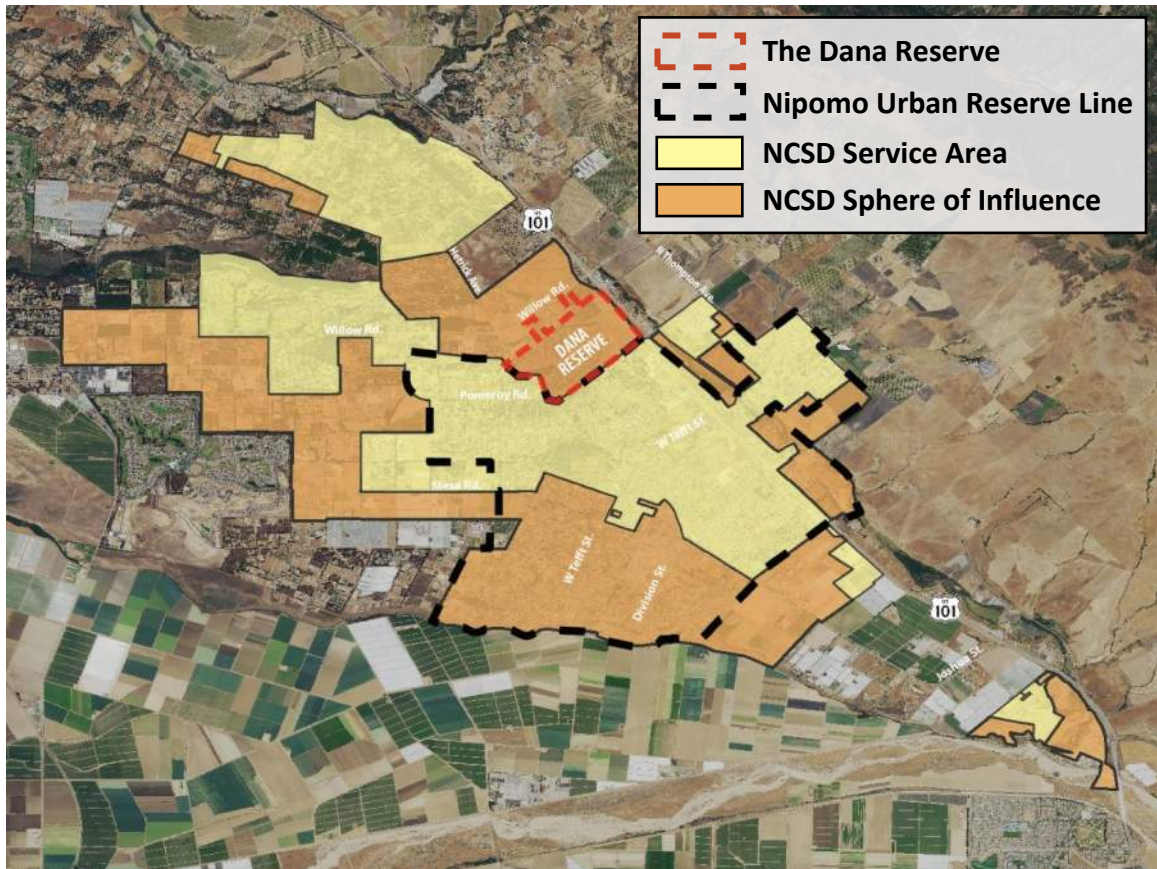 The Dana Reserve
Nipomo Urban Reserve Line
NCSD Service Area
NCSD Sphere of Influence
US
101
N Thompson Ave.
Hetrick Ave.
Willow Rd.
Willow Rd.
DANA
RESERVE
Pomeroy Rd.
W Tefft St.
Mesa Rd.
W Tefft St.
Division St.
US
101
Joshua St.